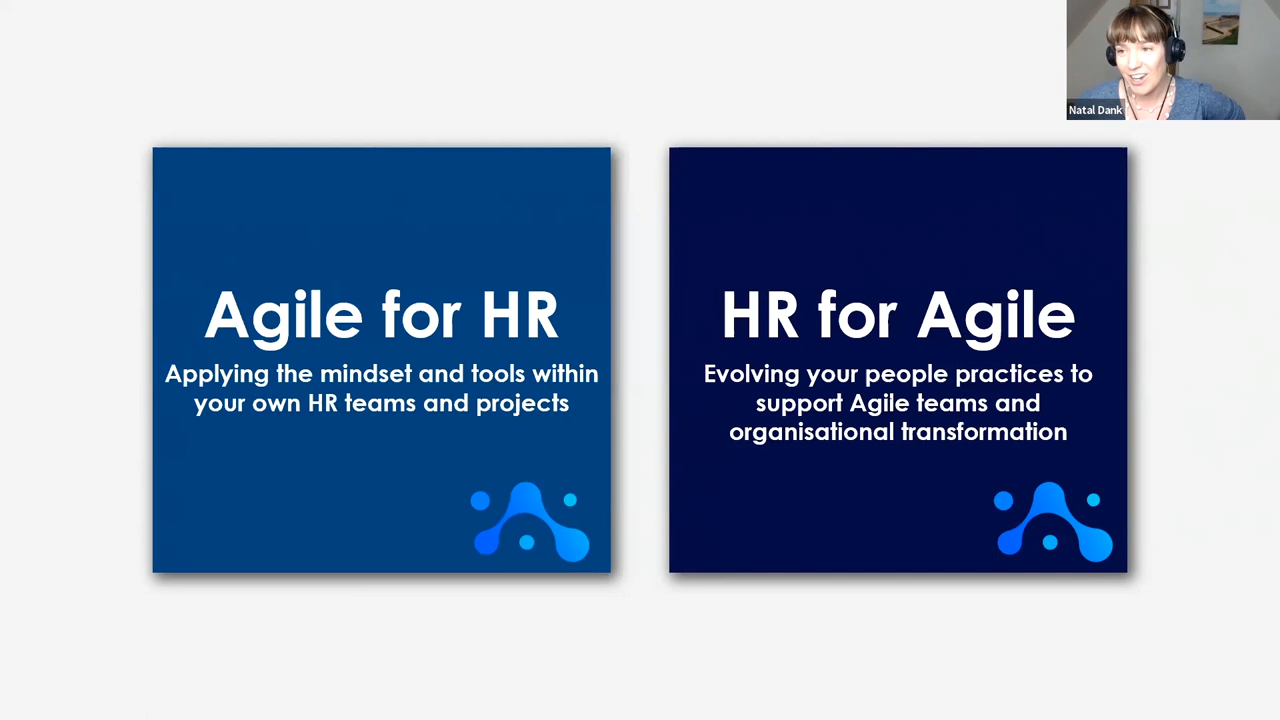 Natal Dank
Agile for HR
Applying the mindset and tools within
your own HR teams and projects
HR for Agile
Evolving your people practices to
support Agile teams and
organisational transformation